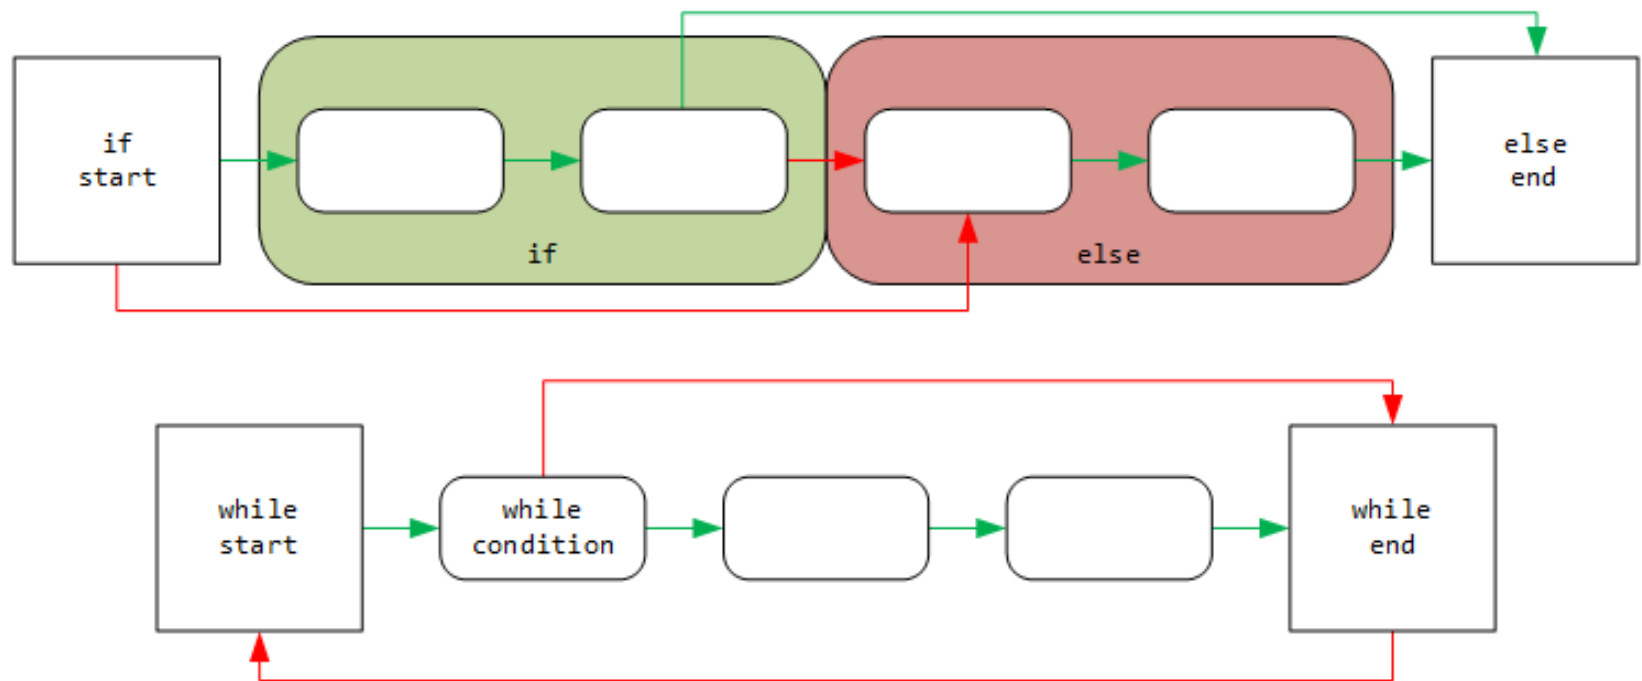 if
start
if
else
else
end
while
start
while
condition
while
end